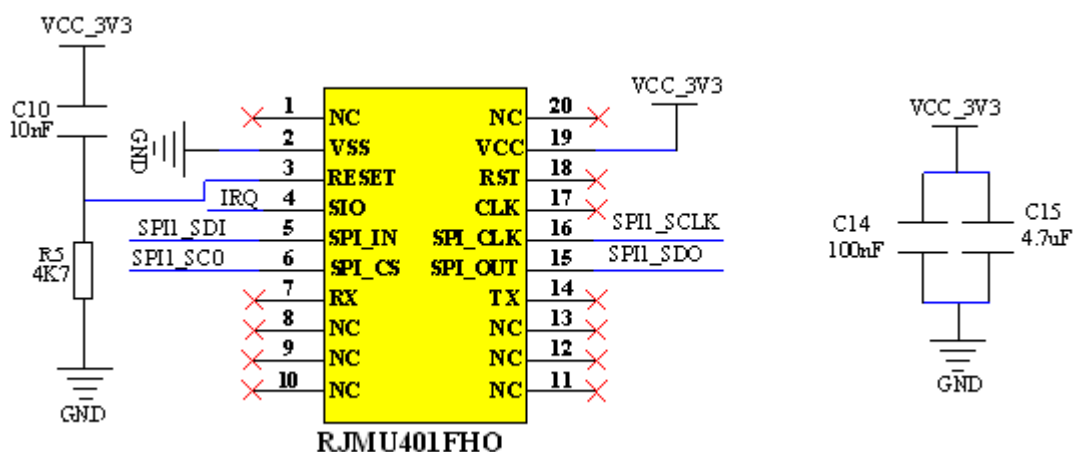 VCC_3V3
C10
10nF
GND
R5
4K7
GND
IRQ
SPI1_SDI
SPI1_SC0
1 NC NC 20
2 VSS VCC 19
3 RESET RST 18
4 SIO CLK 17
5 SPI_IN SPI_CLK 16
6 SPI_CS SPI_OUT 15
7 RX TX 14
8 NC NC 13
9 NC NC 12
10 NC NC 11
RJMU401FHO
VCC_3V3
SPI1_SCLK
SPI1_SDO
VCC_3V3
C14
100nF
C15
4.7uF
GND